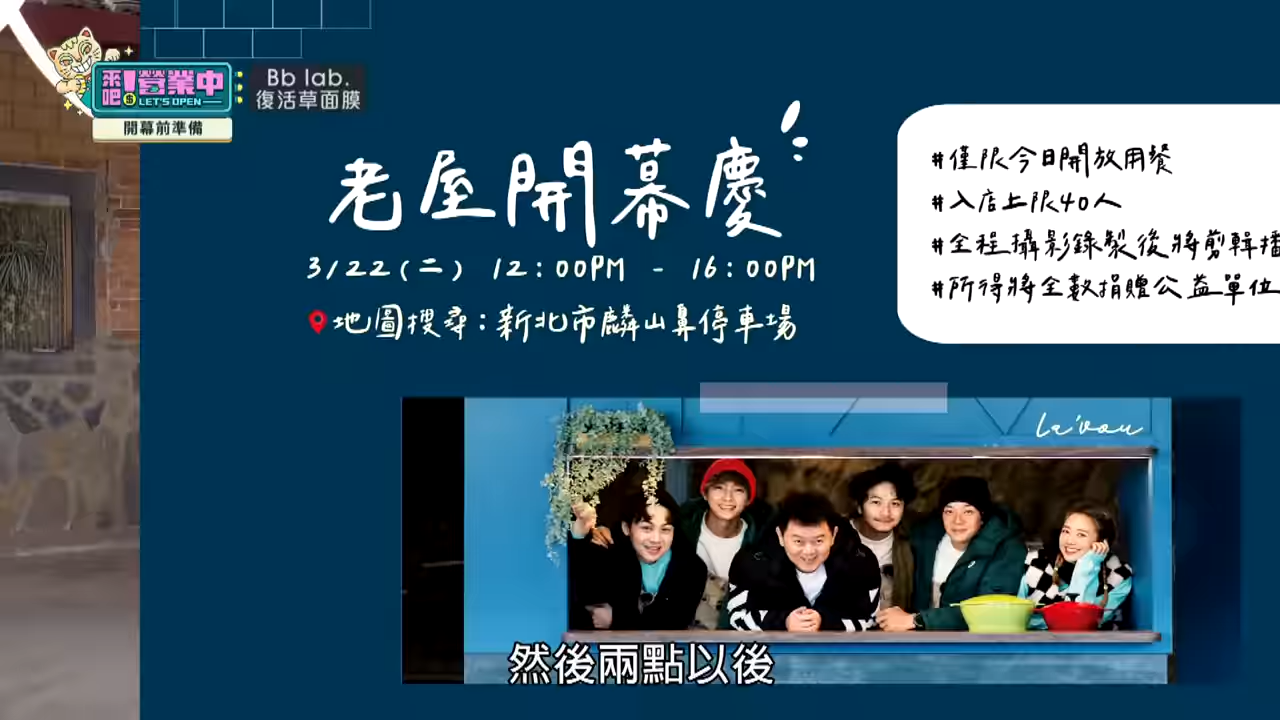 來吧!營業中
LET'S OPEN
開幕前準備
Bb lab.
復活草面膜
老屋開幕慶
3/22(二) 12:00PM - 16:00PM
地圖搜尋:新北市麟山鼻停車場
#僅限今日開放用餐
#入店上限40人
#全程攝影錄製後將剪輯播
#所得將全數捐贈公益單位
然後兩點以後